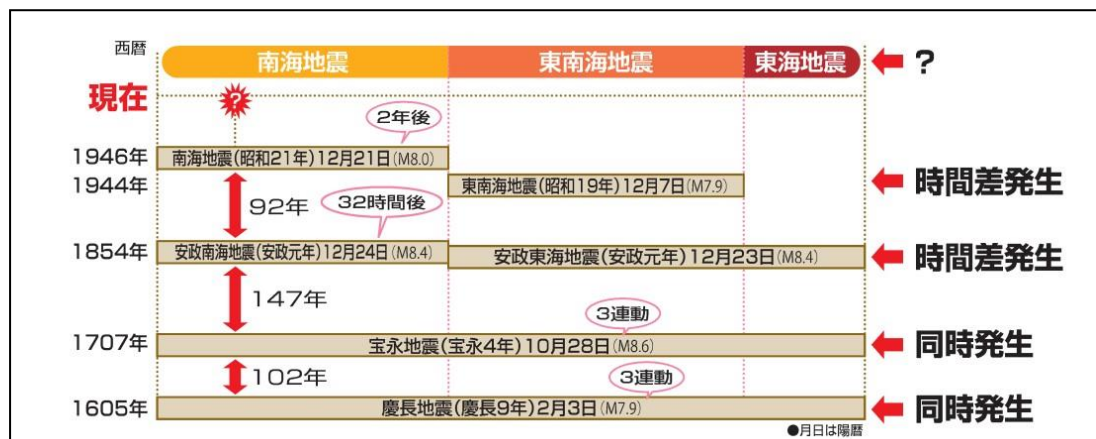 西暦
南海地震
東南海地震
東海地震
?
現在
?
2年後
1946年
南海地震(昭和21年)12月21日(M8.0)
1944年
東南海地震(昭和19年)12月7日(M7.9)
時間差発生
92年
32時間後
1854年
安政南海地震(安政元年)12月24日(M8.4)
安政東海地震(安政元年)12月23日(M8.4)
時間差発生
147年
3連動
1707年
宝永地震(宝永4年)10月28日(M8.6)
同時発生
102年
3連動
1605年
慶長地震(慶長9年)2月3日(M7.9)
同時発生
●月日は陽暦